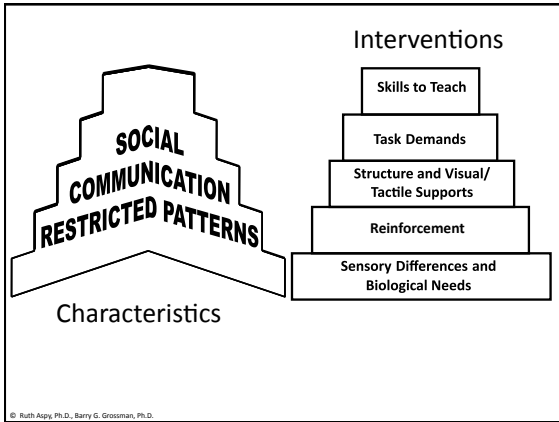 Interventions
SOCIAL
COMMUNICATION
RESTRICTED PATTERNS
Characteristics
Skills to Teach
Task Demands
Structure and Visual/
Tactile Supports
Reinforcement
Sensory Differences and
Biological Needs
© Ruth Aspy, Ph.D., Barry G. Grossman, Ph.D.